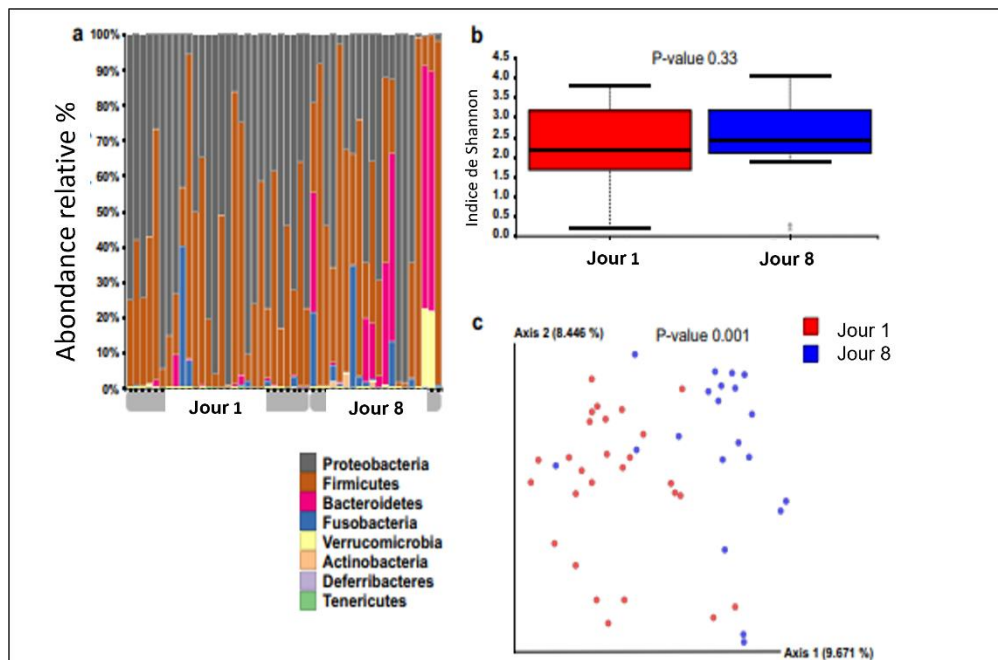 a
Abondance relative %
100%
90%
80%
70%
60%
50%
40%
30%
20%
10%
0%
Jour 1
Jour 8
Proteobacteria
Firmicutes
Bacteroidetes
Fusobacteria
Verrucomicrobia
Actinobacteria
Deferribacteres
Tenericutes
b
P-value 0.33
Indice de Shannon
4.5
4.0
3.5
3.0
2.5
2.0
1.5
1.0
0.5
0.0
Jour 1
Jour 8
c
Axis 2 (8.446 %)
P-value 0.001
Jour 1
Jour 8
Axis 1 (9.671 %)